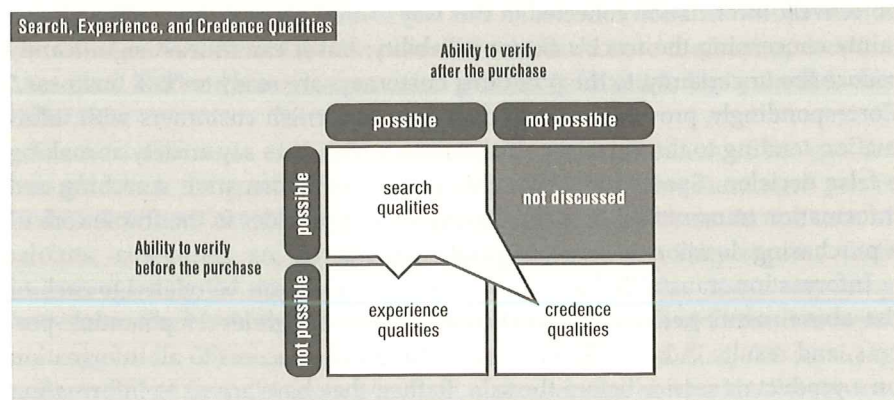 Search, Experience, and Credence Qualities
Ability to verify
after the purchase
possible
not possible
possible
search
qualities
not discussed
Ability to verify
before the purchase
not possible
experience
qualities
credence
qualities